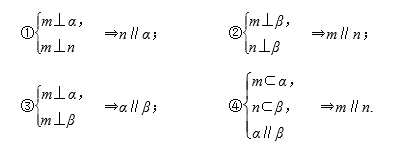 ①{m⊥α, m⊥n ⇒n∥α; ②{m⊥β, n⊥β ⇒m∥n;
③{m⊥α, m⊥β ⇒α∥β; ④{m⊂α, n⊂β, α∥β ⇒m∥n.